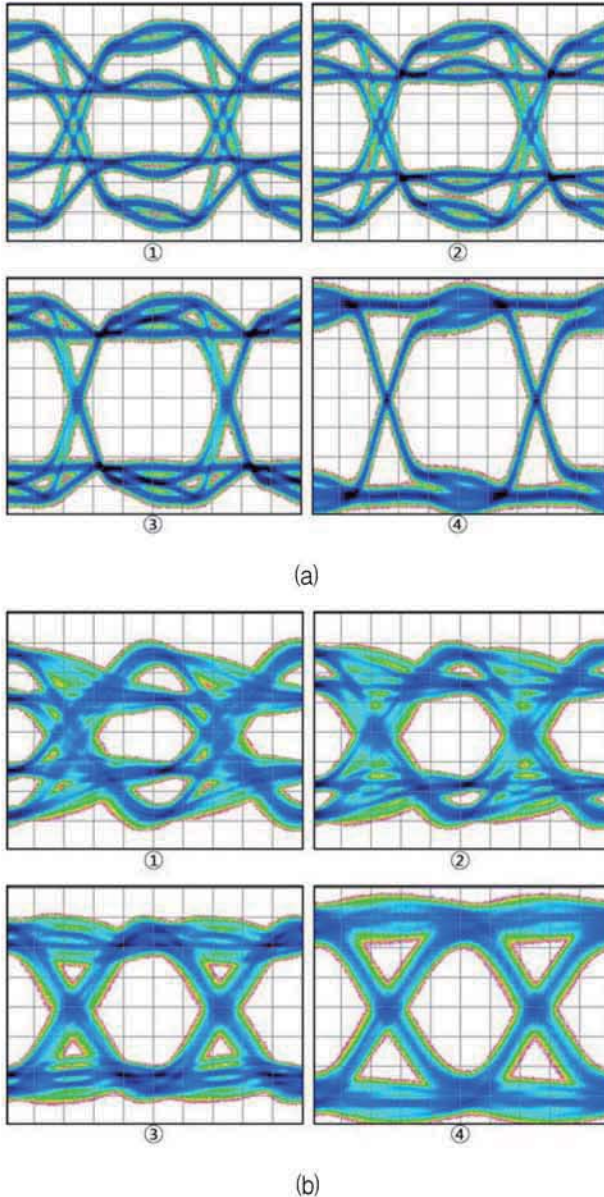 ① ②
③ ④
(a)
① ②
③ ④
(b)